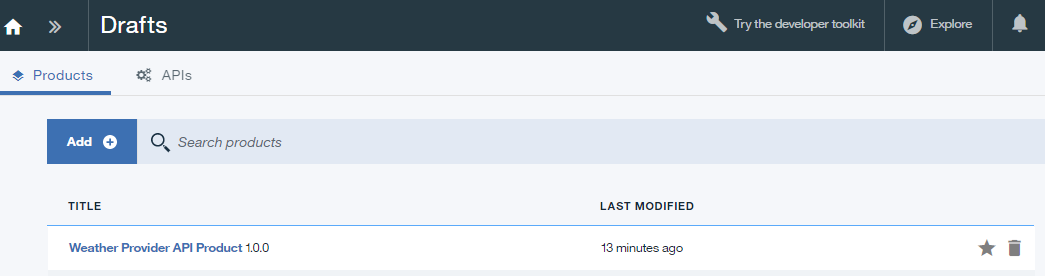 Drafts
Try the developer toolkit
Explore
Products
APIs
Add
Search products
TITLE
LAST MODIFIED
Weather Provider API Product 1.0.0
13 minutes ago